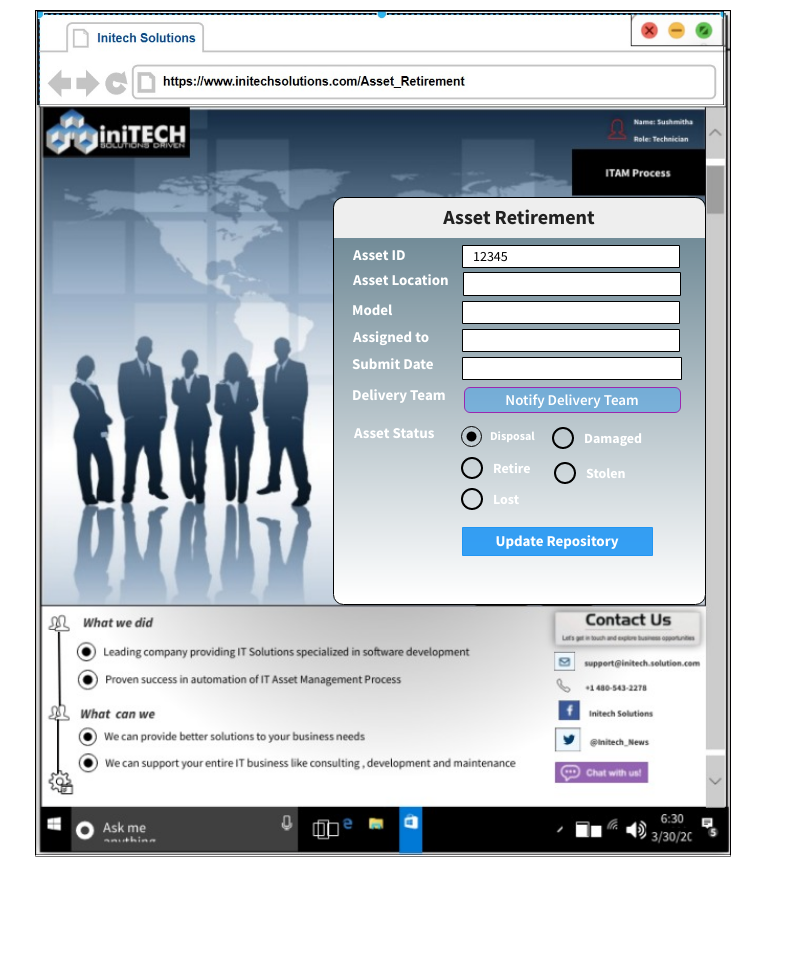 Initech Solutions
https://www.initechsolutions.com/Asset_Retirement
iniTECH
SOLUTIONS DRIVEN
Name: Sushmitha
Role: Technician
ITAM Process
Asset Retirement
Asset ID 12345
Asset Location
Model
Assigned to
Submit Date
Delivery Team Notify Delivery Team
Asset Status Disposal Damaged
Retire Stolen
Lost
Update Repository
What we did
Leading company providing IT Solutions specialized in software development
Proven success in automation of IT Asset Management Process
What can we
We can provide better solutions to your business needs
We can support your entire IT business like consulting , development and maintenance
Contact Us
Let's get in touch and explore business opportunities
support@initech.solution.com
+1 480-543-2278
Initech Solutions
@Initech_News
Chat with us!
Ask me
6:30
3/30/20
5